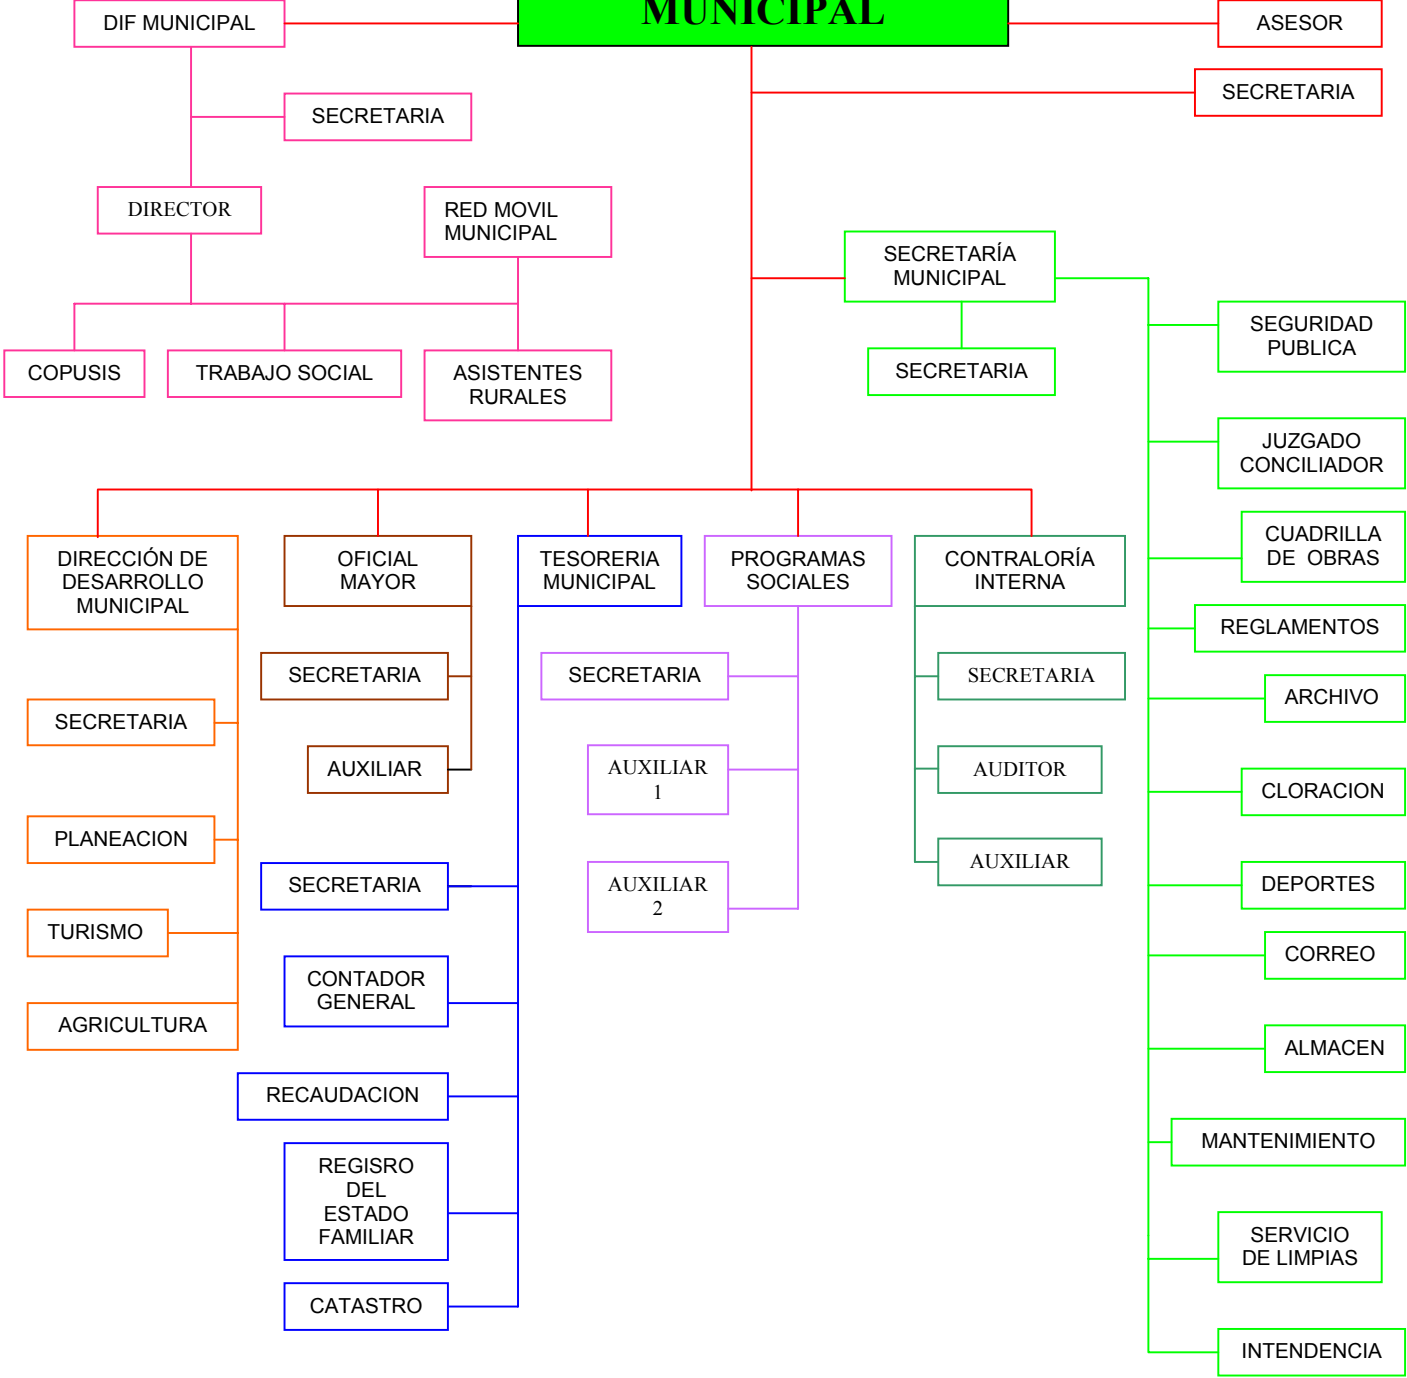 MUNICIPAL
DIF MUNICIPAL
ASESOR
SECRETARIA
SECRETARIA
DIRECTOR
RED MOVIL
MUNICIPAL
COPUSIS
TRABAJO SOCIAL
ASISTENTES
RURALES
SECRETARÍA
MUNICIPAL
SECRETARIA
SEGURIDAD
PUBLICA
JUZGADO
CONCILIADOR
CUADRILLA
DE OBRAS
REGLAMENTOS
ARCHIVO
CLORACION
DEPORTES
CORREO
ALMACEN
MANTENIMIENTO
SERVICIO
DE LIMPIAS
INTENDENCIA
DIRECCIÓN DE
DESARROLLO
MUNICIPAL
SECRETARIA
PLANEACION
TURISMO
AGRICULTURA
OFICIAL
MAYOR
SECRETARIA
AUXILIAR
TESORERIA
MUNICIPAL
SECRETARIA
CONTADOR
GENERAL
RECAUDACION
REGISRO
DEL
ESTADO
FAMILIAR
CATASTRO
PROGRAMAS
SOCIALES
SECRETARIA
AUXILIAR
1
AUXILIAR
2
CONTRALORÍA
INTERNA
SECRETARIA
AUDITOR
AUXILIAR